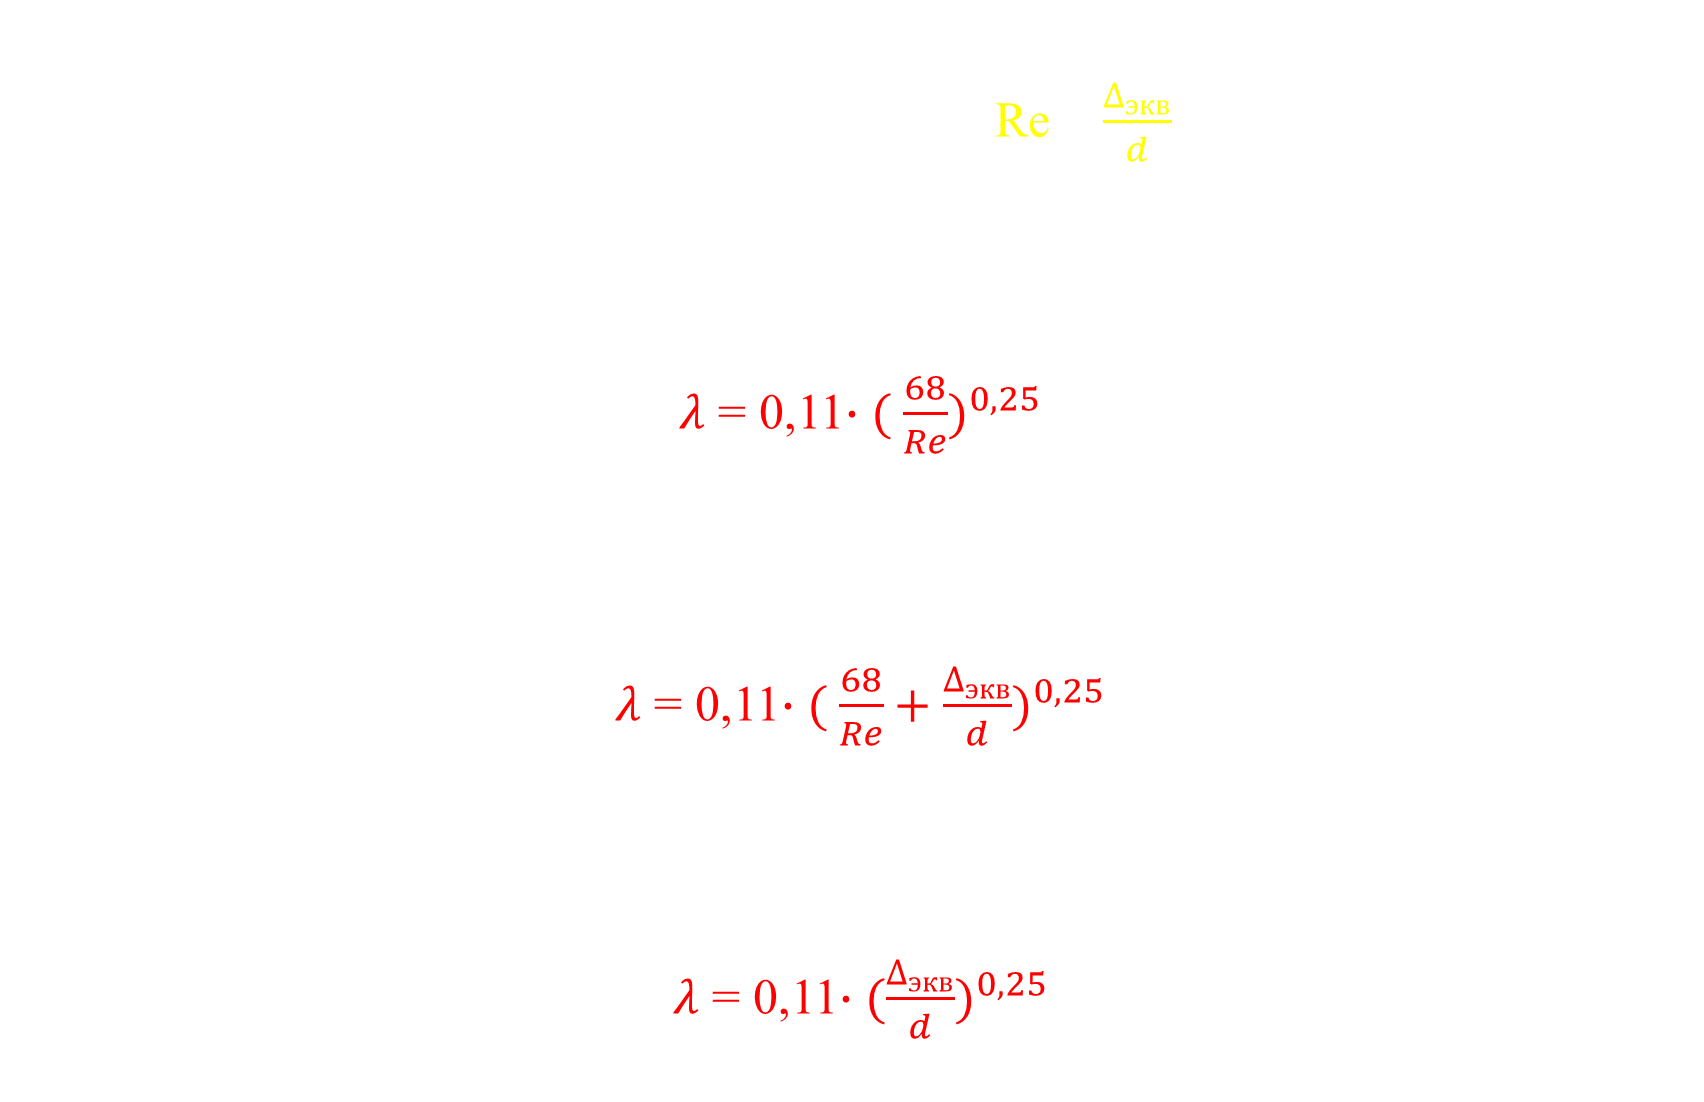 Re Δэкв/d
λ = 0,11· (68/Re)^0,25
λ = 0,11· (68/Re + Δэкв/d)^0,25
λ = 0,11· (Δэкв/d)^0,25